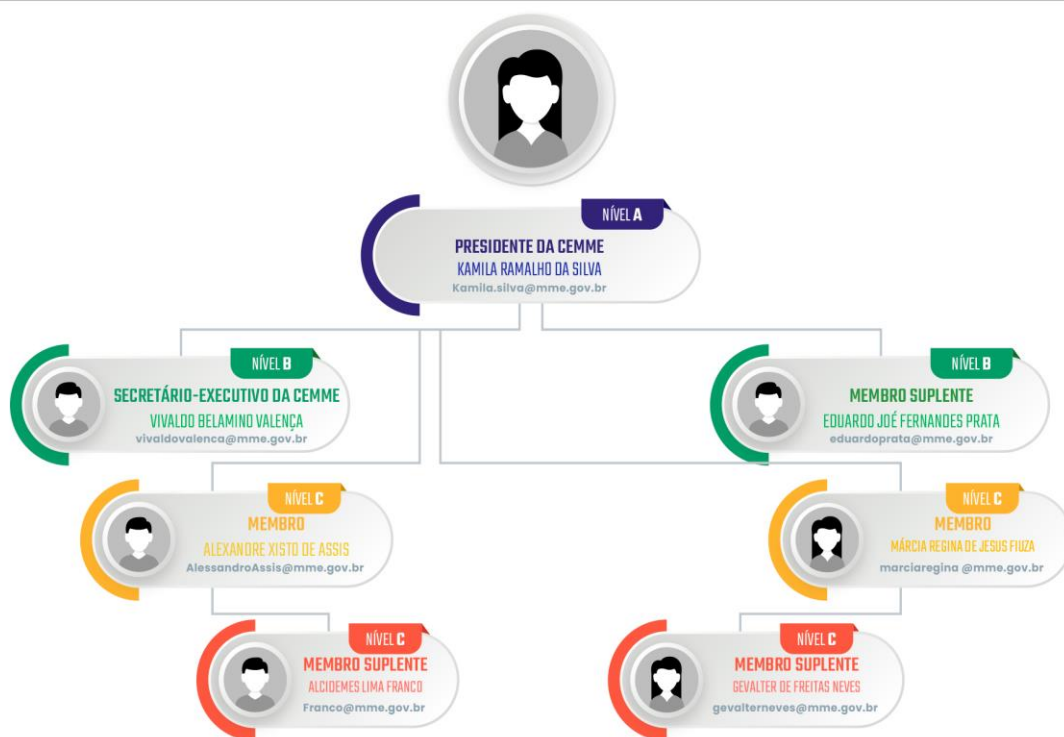 NÍVEL A
PRESIDENTE DA CEMME
KAMILA RAMALHO DA SILVA
Kamila.silva@mme.gov.br
NÍVEL B
SECRETÁRIO-EXECUTIVO DA CEMME
VIVALDO BELAMINO VALENÇA
vivaldovalenca@mme.gov.br
NÍVEL B
MEMBRO SUPLENTE
EDUARDO JOÉ FERNANDES PRATA
eduardoprata@mme.gov.br
NÍVEL C
MEMBRO
ALEXANDRE XISTO DE ASSIS
AlessandroAssis@mme.gov.br
NÍVEL C
MEMBRO
MÁRCIA REGINA DE JESUS FIUZA
marciaregina @mme.gov.br
NÍVEL C
MEMBRO SUPLENTE
ALCIDEMES LIMA FRANCO
Franco@mme.gov.br
NÍVEL C
MEMBRO SUPLENTE
GEVALTER DE FREITAS NEVES
gevalterneves@mme.gov.br